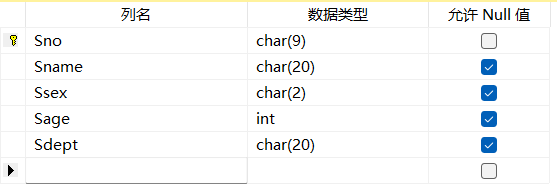 列名 数据类型 允许 Null 值
Sno char(9)
Sname char(20)
Ssex char(2)
Sage int
Sdept char(20)